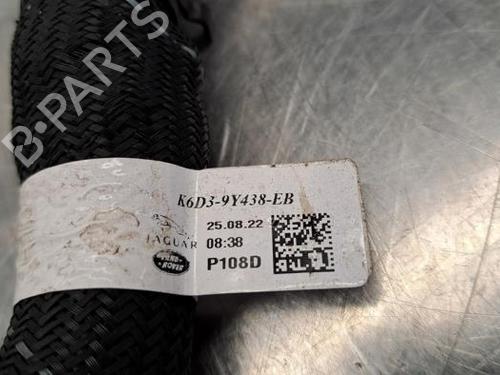 B-PARTS
K6D3-9Y438-EB
25.08.22
JAGUAR 08:38
LAND-
ROVER
P108D